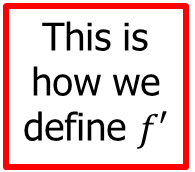 This is
how we
define f′